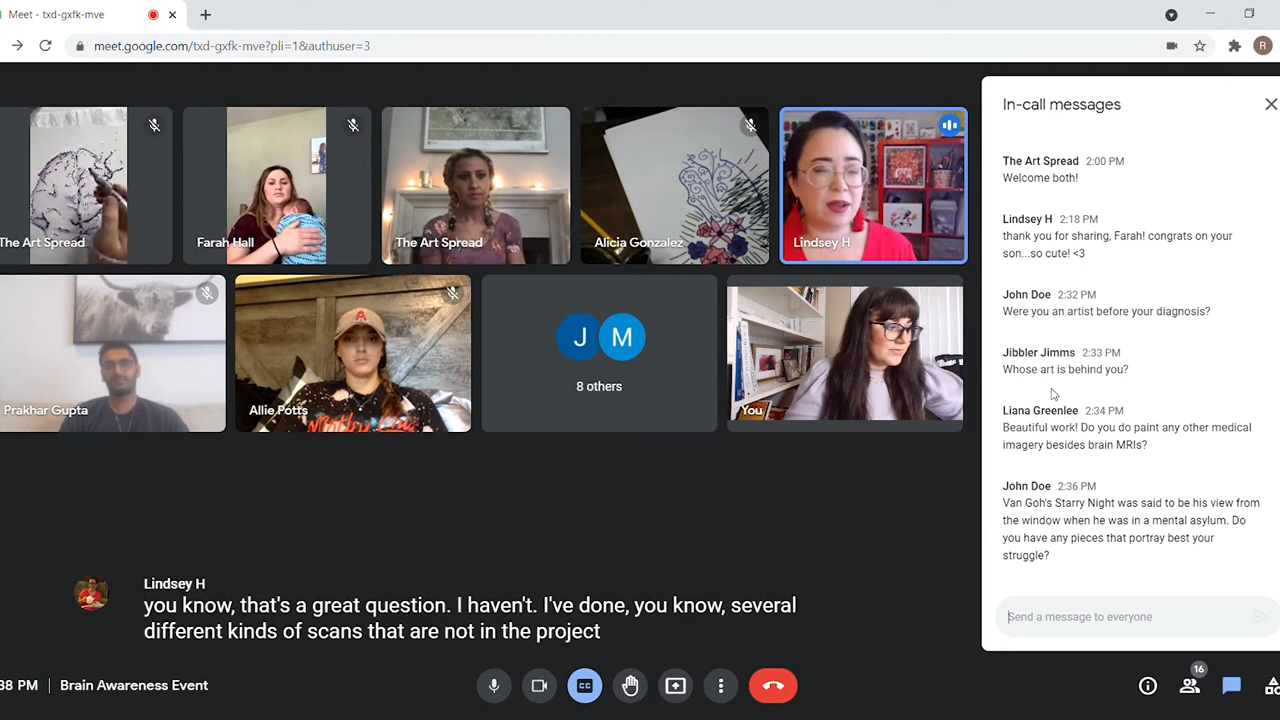 Meet - txd-gxfk-mve
meet.google.com/txd-gxfk-mve?pli=1&authuser=3
R
In-call messages
The Art Spread 2:00 PM
Welcome both!
Lindsey H 2:18 PM
thank you for sharing, Farah! congrats on your
son...so cute! <3
John Doe 2:32 PM
Were you an artist before your diagnosis?
Jibbler Jimms 2:33 PM
Whose art is behind you?
Liana Greenlee 2:34 PM
Beautiful work! Do you do paint any other medical
imagery besides brain MRIs?
John Doe 2:36 PM
Van Goh's Starry Night was said to be his view from
the window when he was in a mental asylum. Do
you have any pieces that portray best your
struggle?
Send a message to everyone
The Art Spread
Farah Hall
The Art Spread
Alicia Gonzalez
Lindsey H
Prakhar Gupta
A
Allie Potts
J M
8 others
You
Lindsey H
you know, that's a great question. I haven't. I've done, you know, several
different kinds of scans that are not in the project
38 PM | Brain Awareness Event
CC
16